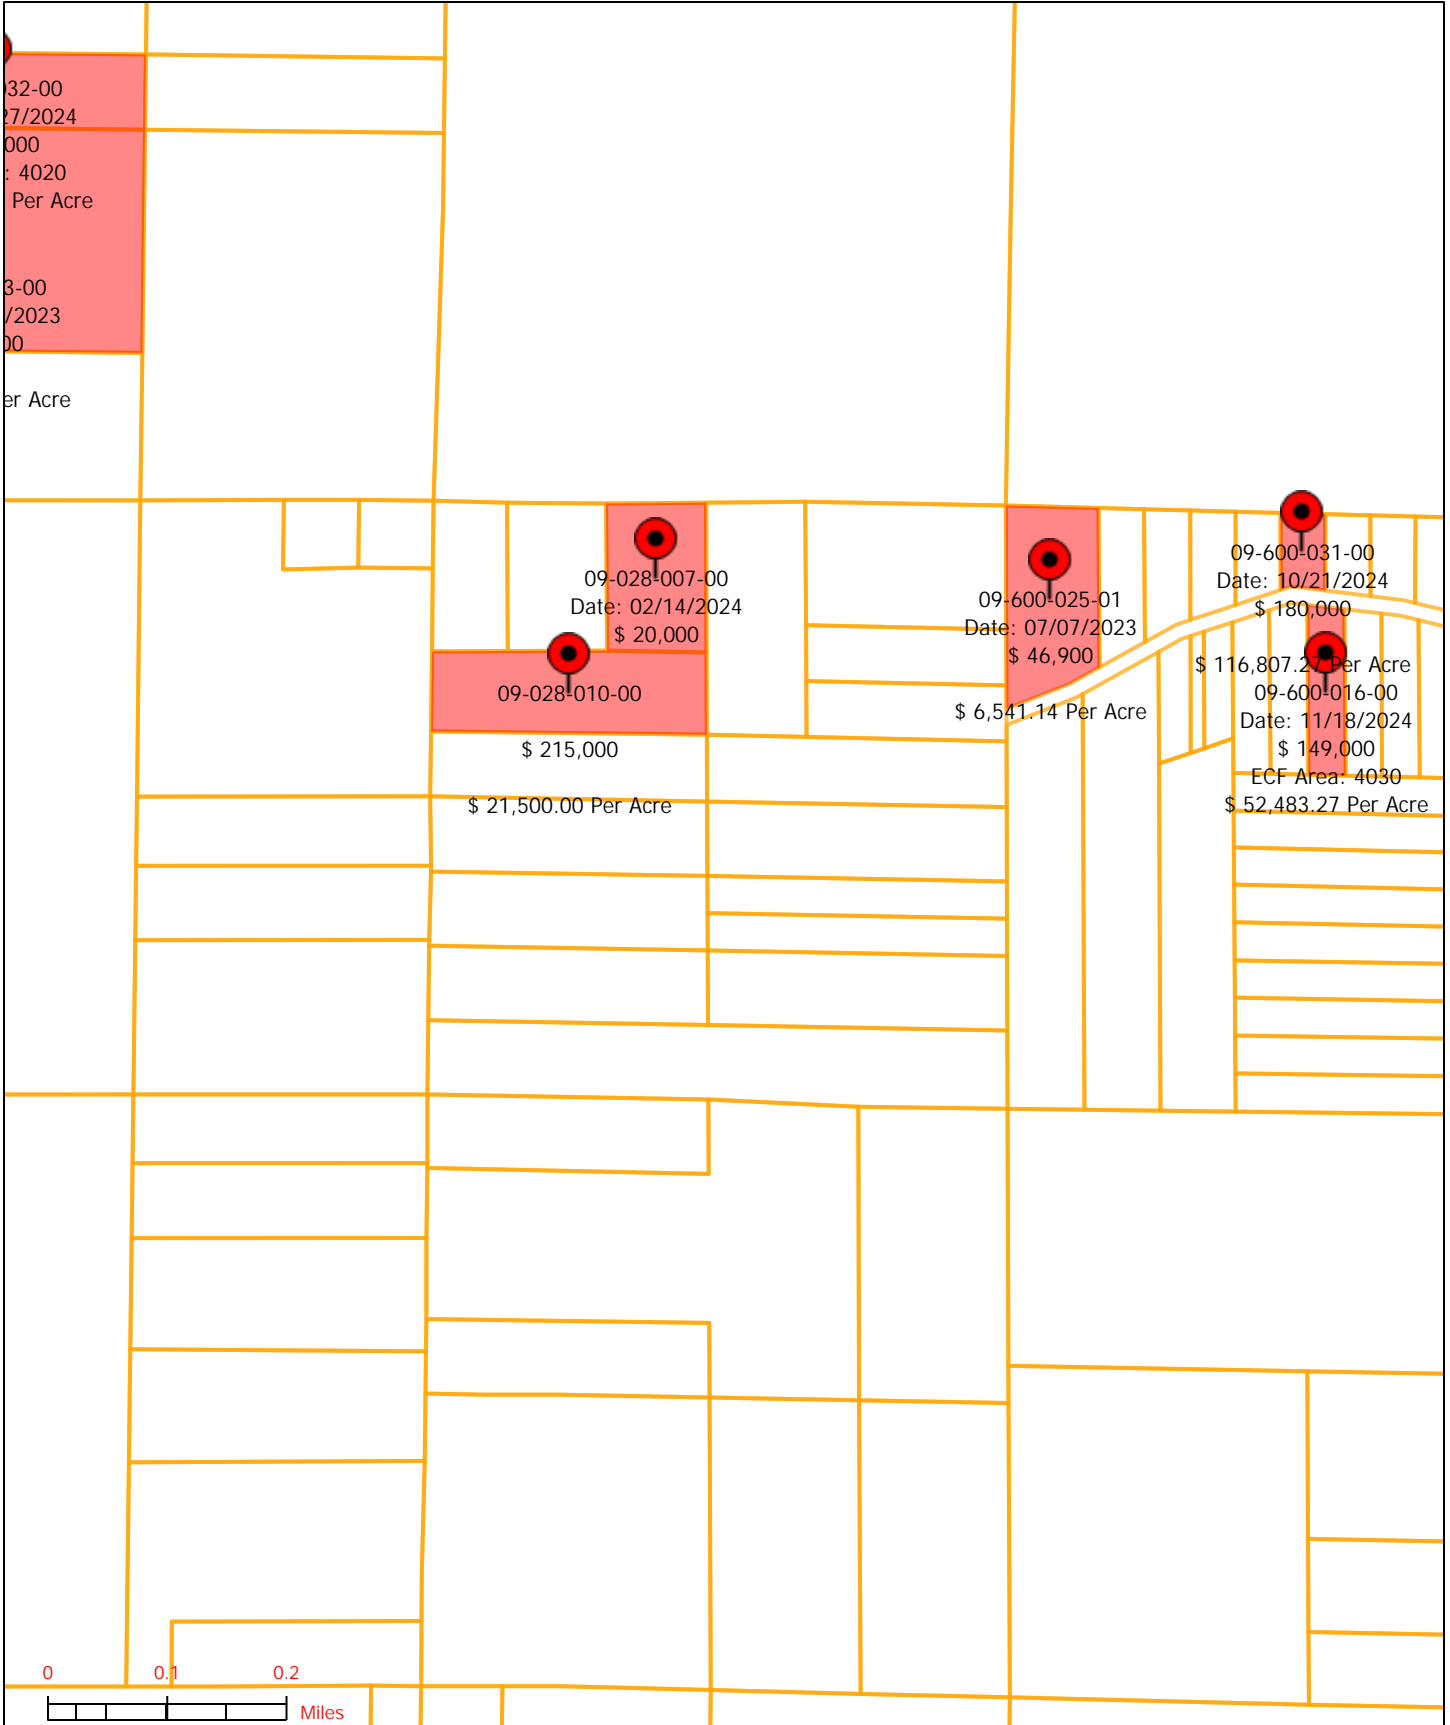 032-00
27/2024
000
: 4020
Per Acre
3-00
/2023
00
er Acre
09-028-007-00
Date: 02/14/2024
$ 20,000
09-028-010-00
$ 215,000
$ 21,500.00 Per Acre
09-600-025-01
Date: 07/07/2023
$ 46,900
$ 6,541.14 Per Acre
09-600-031-00
Date: 10/21/2024
$ 180,000
$ 116,807.27 Per Acre
09-600-016-00
Date: 11/18/2024
$ 149,000
ECF Area: 4030
$ 52,483.27 Per Acre
0 0.1 0.2
Miles